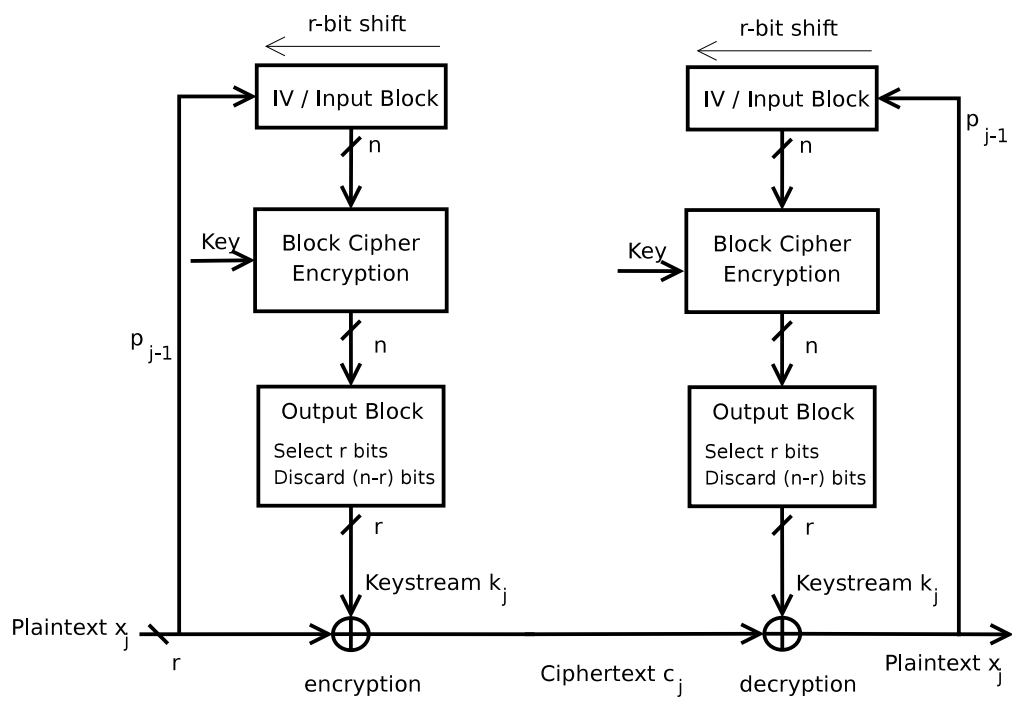 r-bit shift
IV / Input Block
n
Key
Block Cipher
Encryption
n
p j-1
Output Block
Select r bits
Discard (n-r) bits
r
Keystream k j
Plaintext x j
r
encryption
Ciphertext c j
r-bit shift
IV / Input Block
p j-1
n
Key
Block Cipher
Encryption
n
Output Block
Select r bits
Discard (n-r) bits
r
Keystream k j
decryption
Plaintext x j